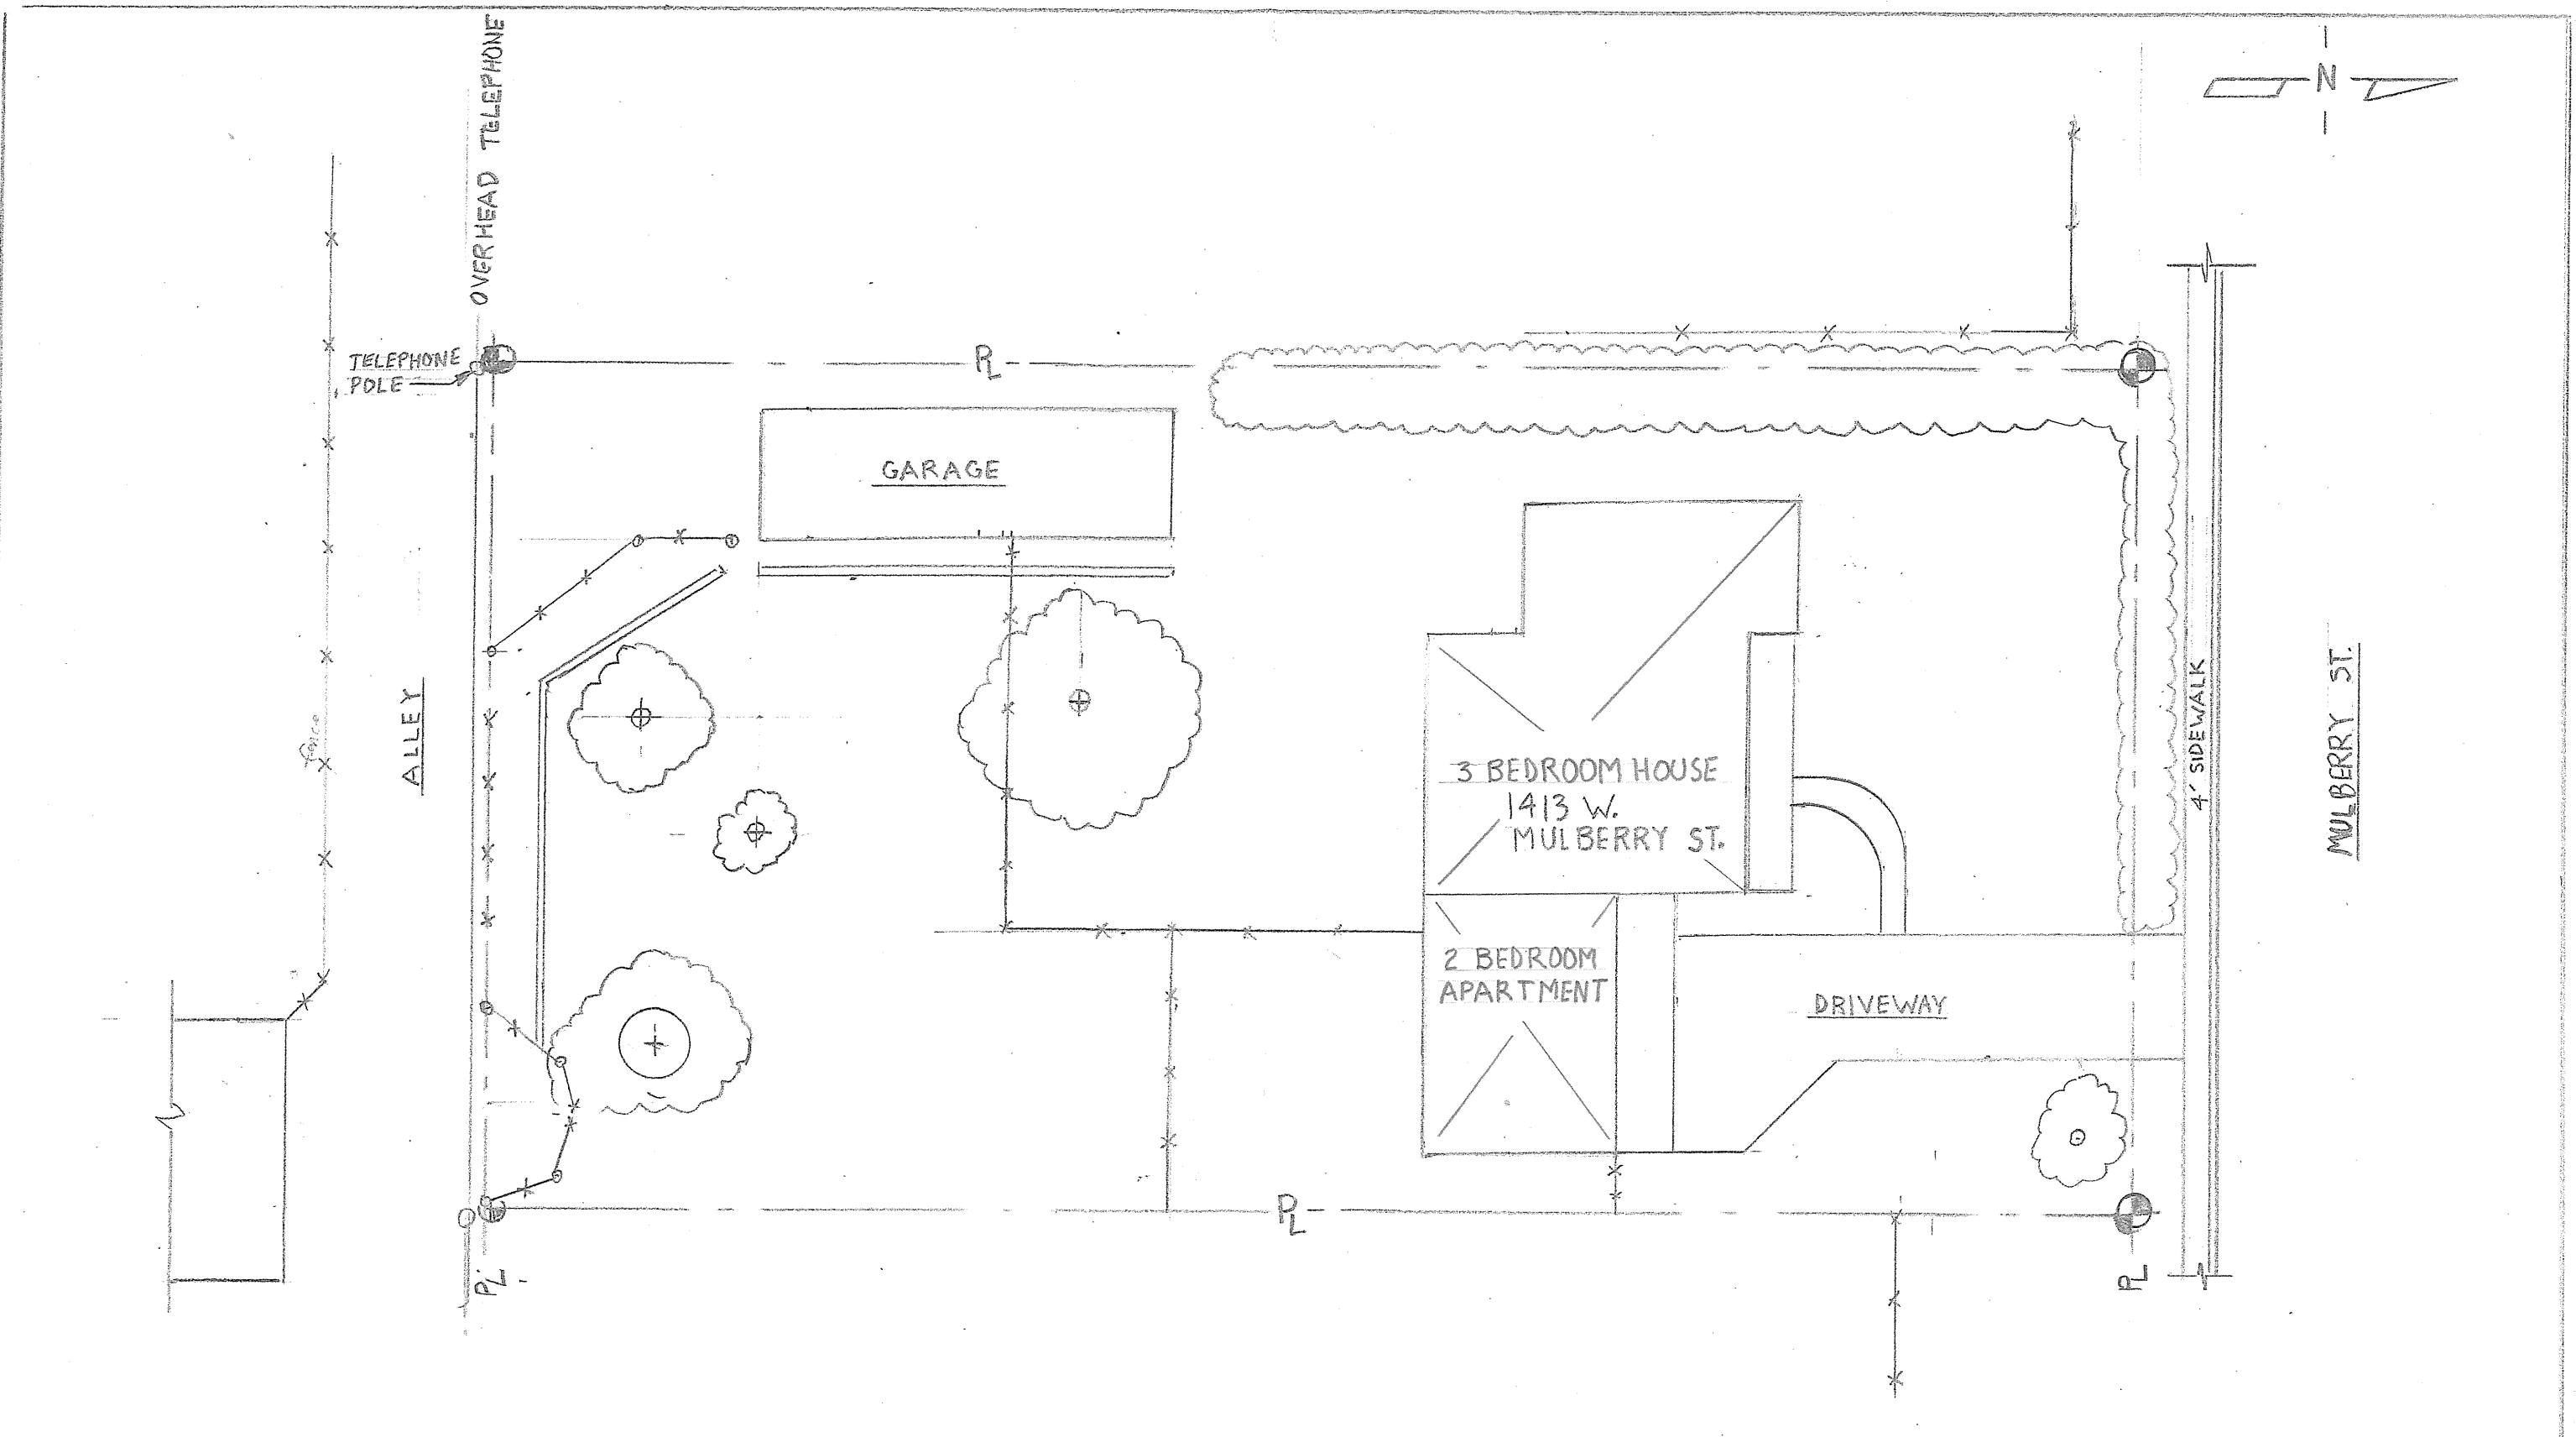 OVERHEAD TELEPHONE
N
TELEPHONE
POLE
PL
GARAGE
ALLEY
fence
3 BEDROOM HOUSE
1413 W.
MULBERRY ST.
4' SIDEWALK
MULBERRY ST.
2 BEDROOM
APARTMENT
DRIVEWAY
PL
PL
PL